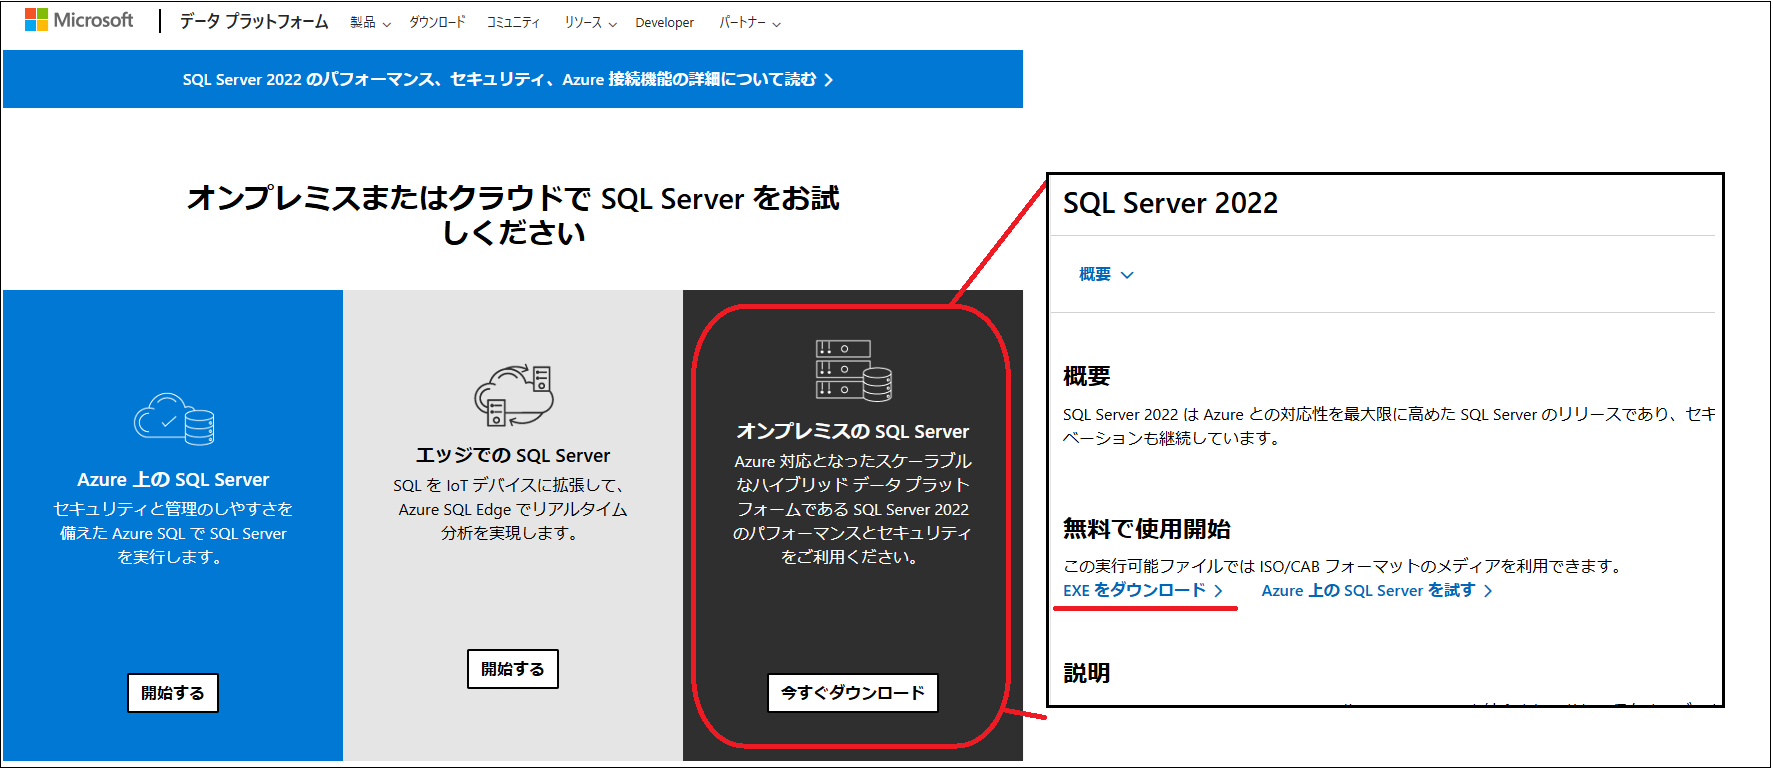 Microsoft
データ プラットフォーム
製品
ダウンロード
コミュニティ
リソース
Developer
パートナー
SQL Server 2022 のパフォーマンス、セキュリティ、Azure 接続機能の詳細について読む
オンプレミスまたはクラウドで SQL Server をお試
しください
Azure 上の SQL Server
セキュリティと管理のしやすさを
備えた Azure SQL で SQL Server
を実行します。
開始する
エッジでの SQL Server
SQL を IoT デバイスに拡張して、
Azure SQL Edge でリアルタイム
分析を実現します。
開始する
オンプレミスの SQL Server
Azure 対応となったスケーラブル
なハイブリッド データ プラット
フォームである SQL Server 2022
のパフォーマンスとセキュリティ
をご利用ください。
今すぐダウンロード
SQL Server 2022
概要
概要
SQL Server 2022 は Azure との対応性を最大限に高めた SQL Server のリリースであり、セキ
ベーションも継続しています。
無料で使用開始
この実行可能ファイルでは ISO/CAB フォーマットのメディアを利用できます。
EXE をダウンロード
Azure 上の SQL Server を試す
説明